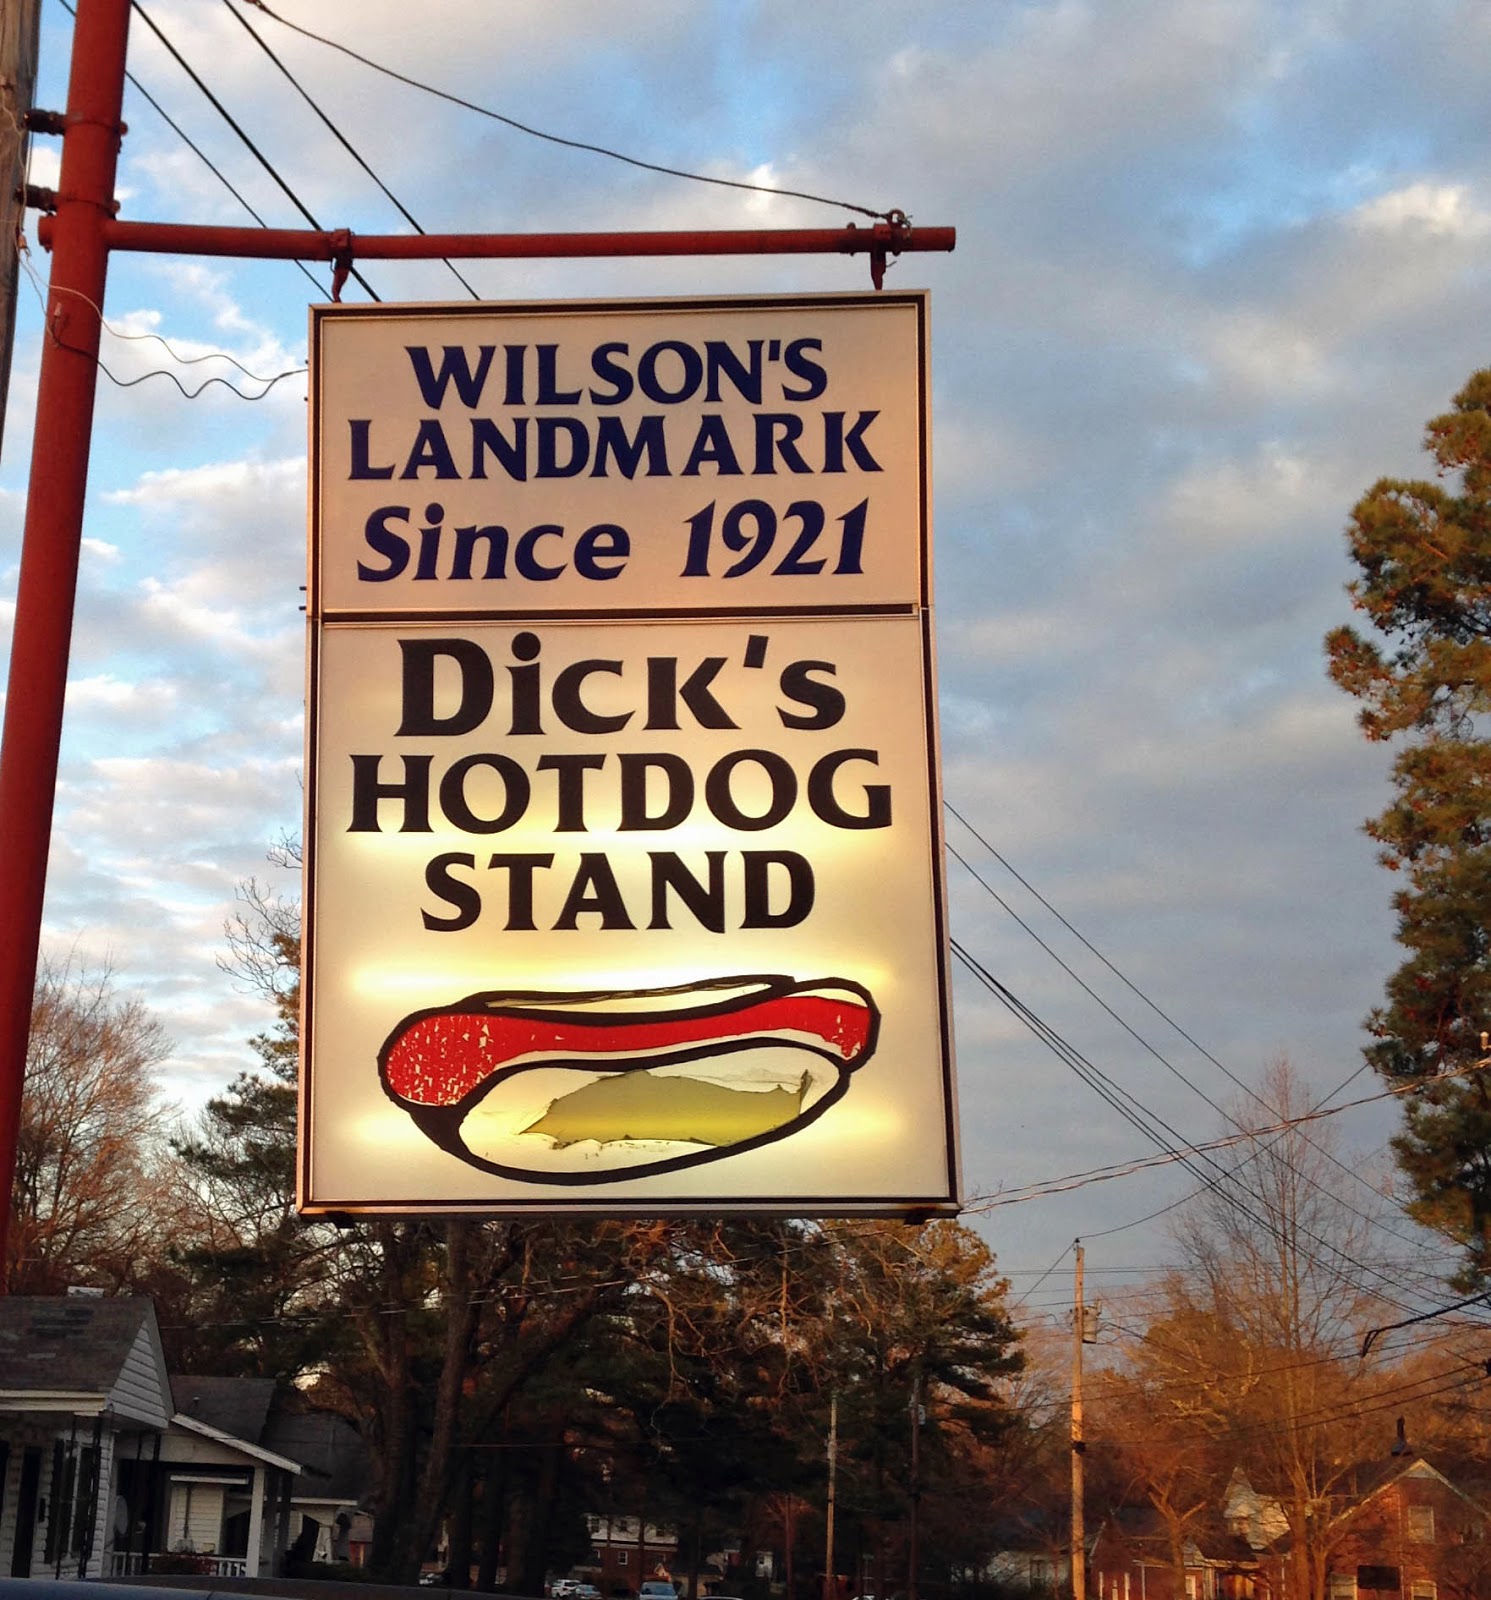 WILSON'S
LANDMARK
Since 1921
Dick's
HOTDOG
STAND